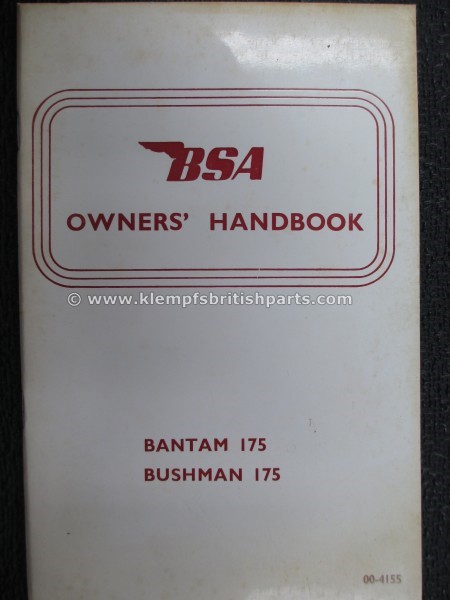 BSA
OWNERS' HANDBOOK
© www.klempfsbritishparts.com
BANTAM 175
BUSHMAN 175
00-4155